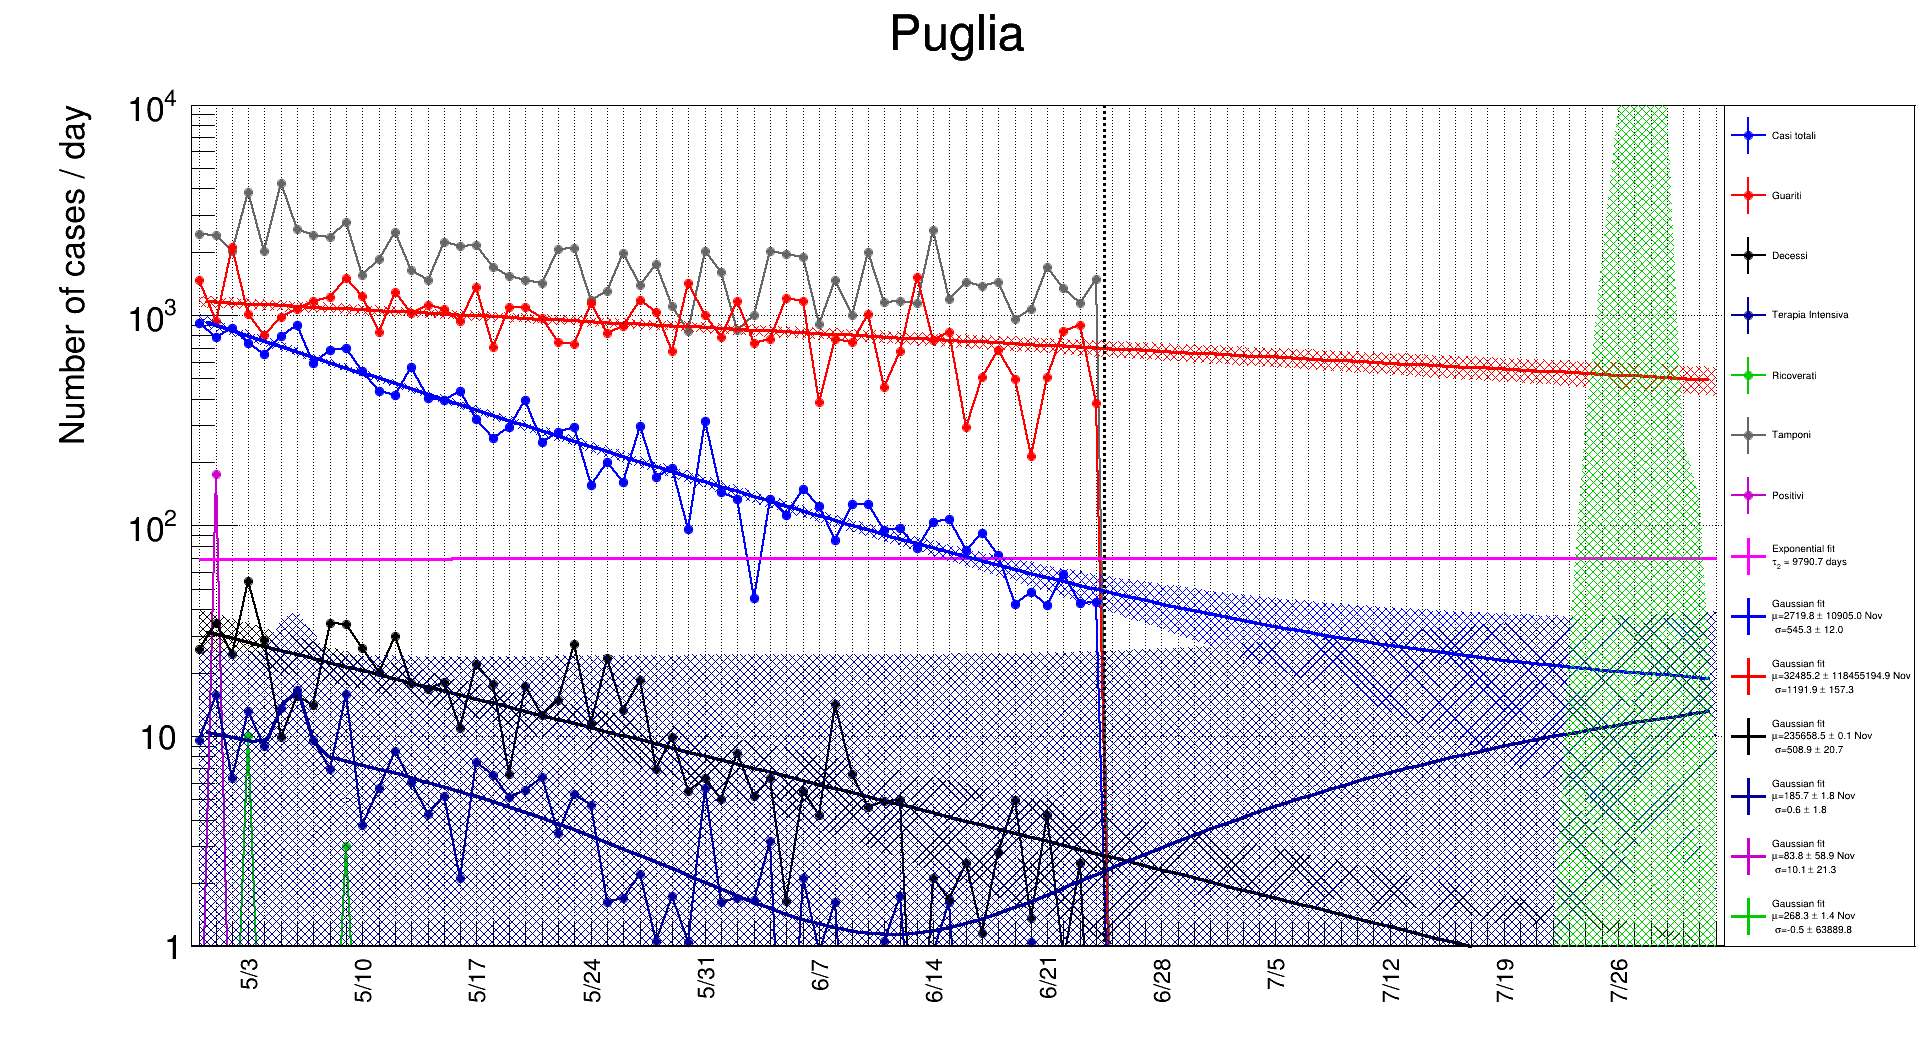 Puglia
Number of cases / day
10⁴
10³
10²
10
1
5/3
5/10
5/17
5/24
5/31
6/7
6/14
6/21
6/28
7/5
7/12
7/19
7/26
Casi totali
Guariti
Decessi
Terapia Intensiva
Ricoverati
Tamponi
Positivi
Exponential fit
τ₂ = 9790.7 days
Gaussian fit
μ=2719.8 ± 10905.0 Nov
σ=545.3 ± 12.0
Gaussian fit
μ=32485.2 ± 118455194.9 Nov
σ=1191.9 ± 157.3
Gaussian fit
μ=235658.5 ± 0.1 Nov
σ=508.9 ± 20.7
Gaussian fit
μ=185.7 ± 1.8 Nov
σ=0.6 ± 1.8
Gaussian fit
μ=83.8 ± 58.9 Nov
σ=10.1 ± 21.3
Gaussian fit
μ=268.3 ± 1.4 Nov
σ=-0.5 ± 63889.8